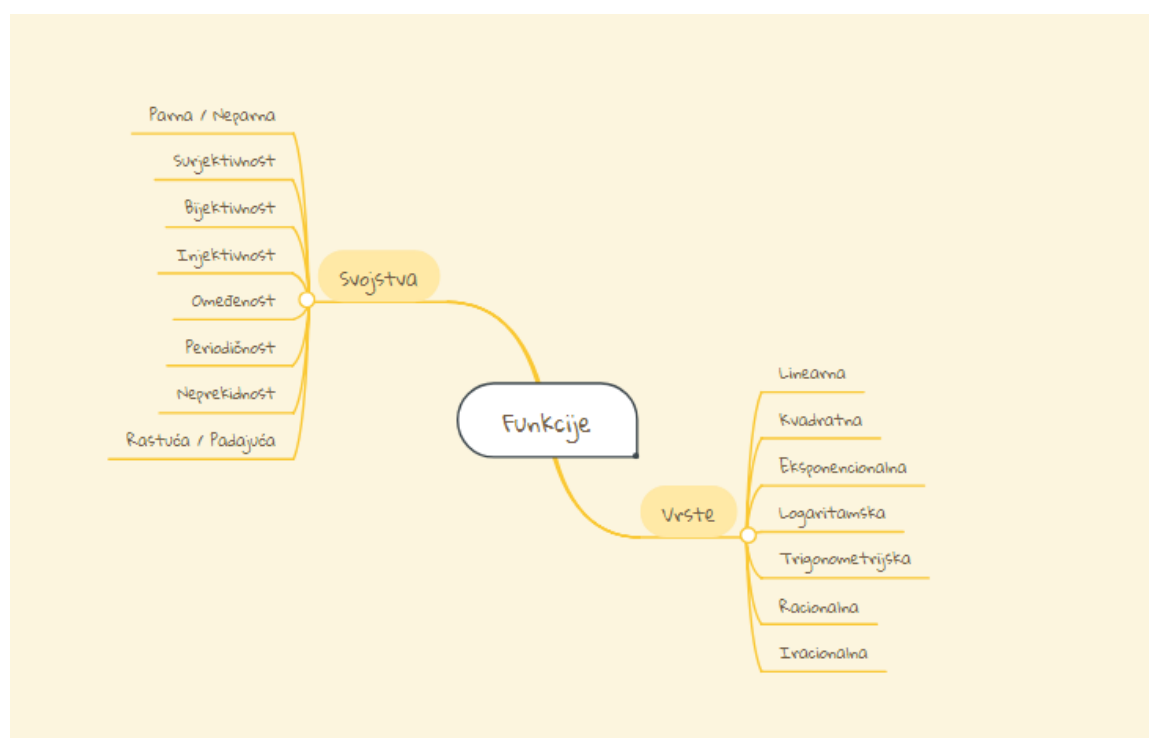 Parna / Neparna
Surjektivnost
Bijektivnost
Injektivnost
Omeđenost
Periodičnost
Neprekidnost
Rastuća / Padajuća
Svojstva
Funkcije
Vrste
Linearna
Kvadratna
Eksponencionalna
Logaritamska
Trigonometrijska
Racionalna
Iracionalna